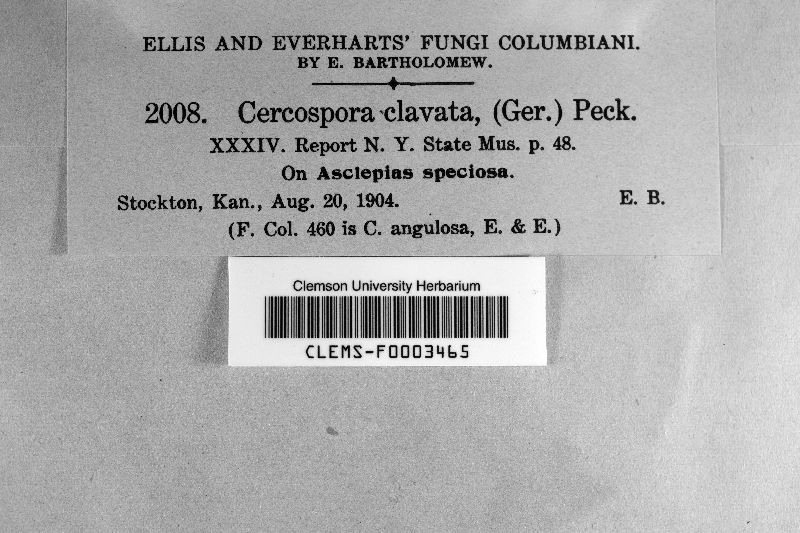 ELLIS AND EVERHARTS' FUNGI COLUMBIANI.
BY E. BARTHOLOMEW.
2008. Cercospora clavata, (Ger.) Peck.
XXXIV. Report N. Y. State Mus. p. 48.
On Asclepias speciosa.
Stockton, Kan., Aug. 20, 1904. E. B.
(F. Col. 460 is C. angulosa, E. & E.)
Clemson University Herbarium
CLEMS-F0003465